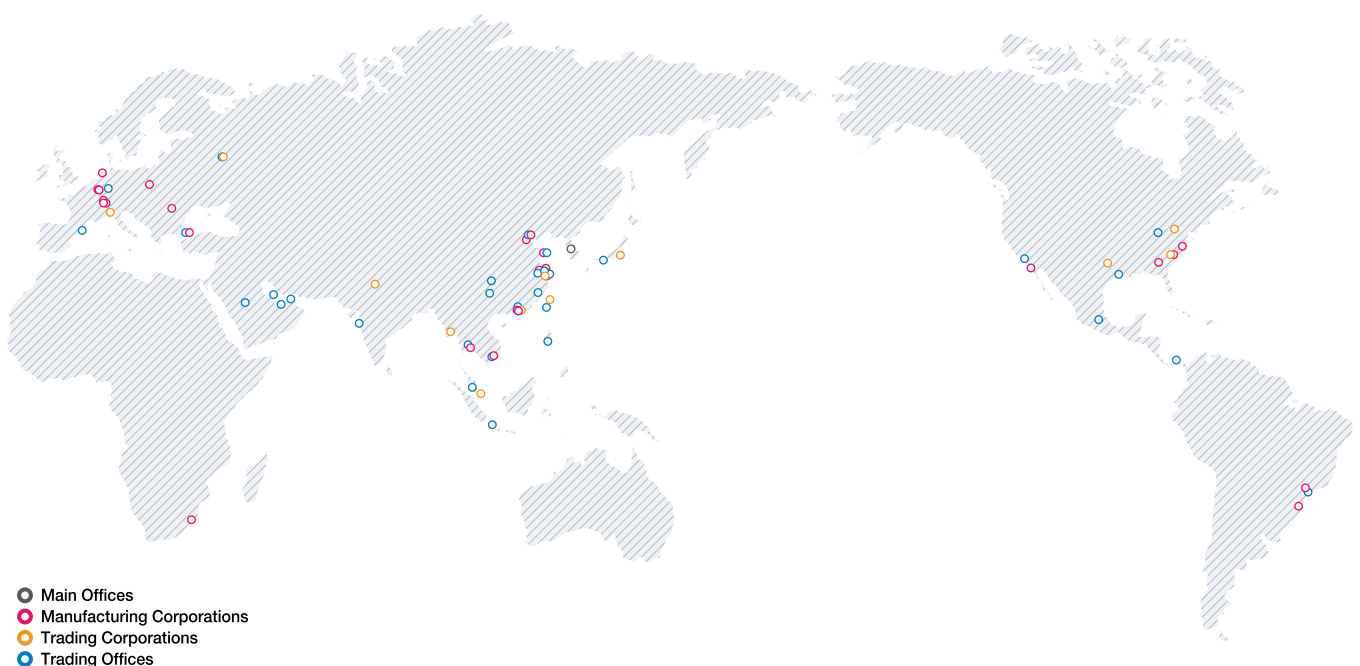 Main Offices
Manufacturing Corporations
Trading Corporations
Trading Offices